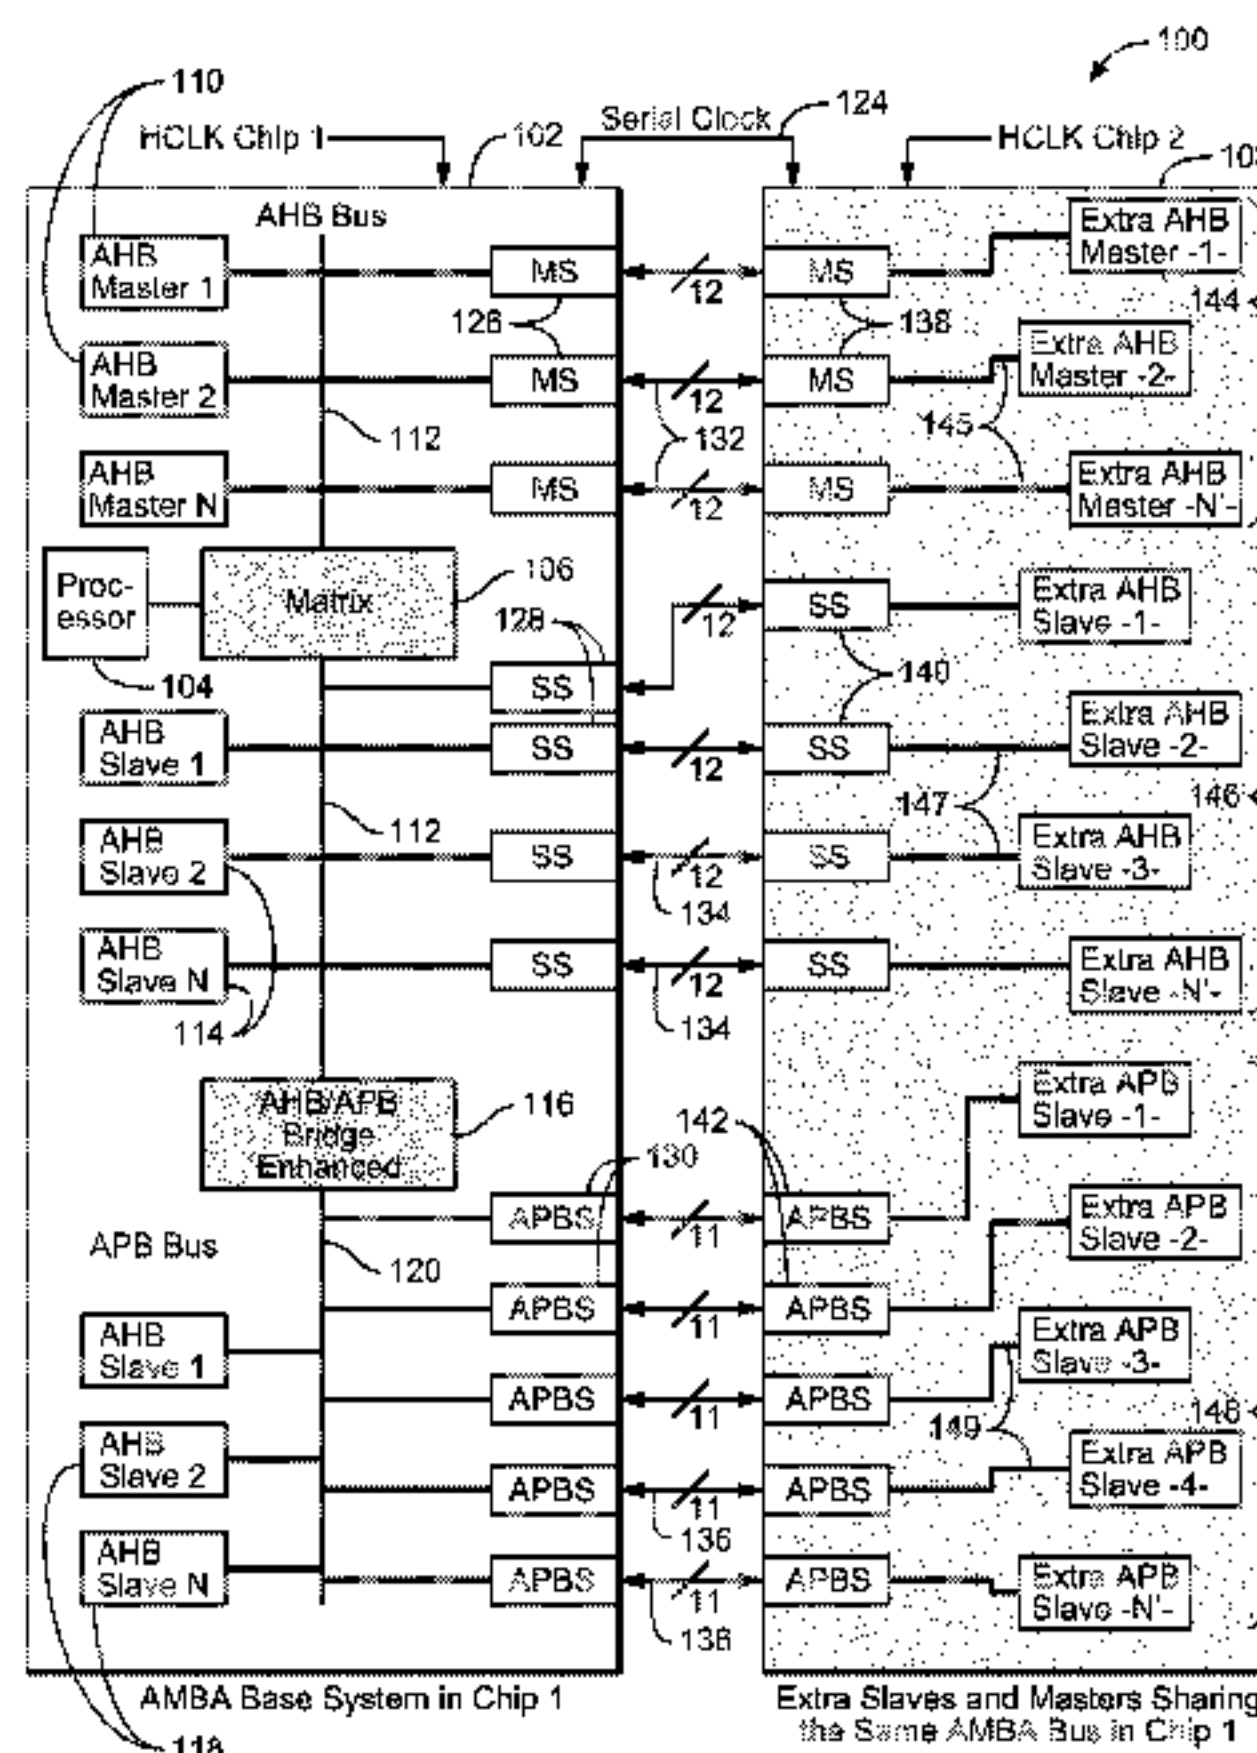 100
110
124
Serial Clock
HCLK Chip 1
102
HCLK Chip 2
AHB Bus
AHB
Master 1
MS
12
MS
Extra AHB
Master -1-
126
138
144
AHB
Master 2
MS
12
MS
Extra AHB
Master -2-
112
132
145
AHB
Master N
MS
12
MS
Extra AHB
Master -N'-
Proc-
essor
Matrix
106
12
SS
Extra AHB
Slave -1-
128
104
SS
140
AHB
Slave 1
SS
12
SS
Extra AHB
Slave -2-
112
147
146
AHB
Slave 2
SS
12
SS
Extra AHB
Slave -3-
134
AHB
Slave N
SS
12
SS
Extra AHB
Slave -N'-
114
134
AHB/APB
Bridge
Enhanced
116
142
Extra APB
Slave -1-
130
APBS
11
APBS
Extra APB
Slave -2-
APB Bus
120
APBS
11
APBS
Extra APB
Slave -3-
AHB
Slave 1
APBS
11
APBS
149
148
AHB
Slave 2
APBS
11
APBS
Extra APB
Slave -4-
136
AHB
Slave N
APBS
11
APBS
Extra APB
Slave -N'-
136
AMBA Base System in Chip 1
Extra Slaves and Masters Sharing
the Same AMBA Bus in Chip 1
118